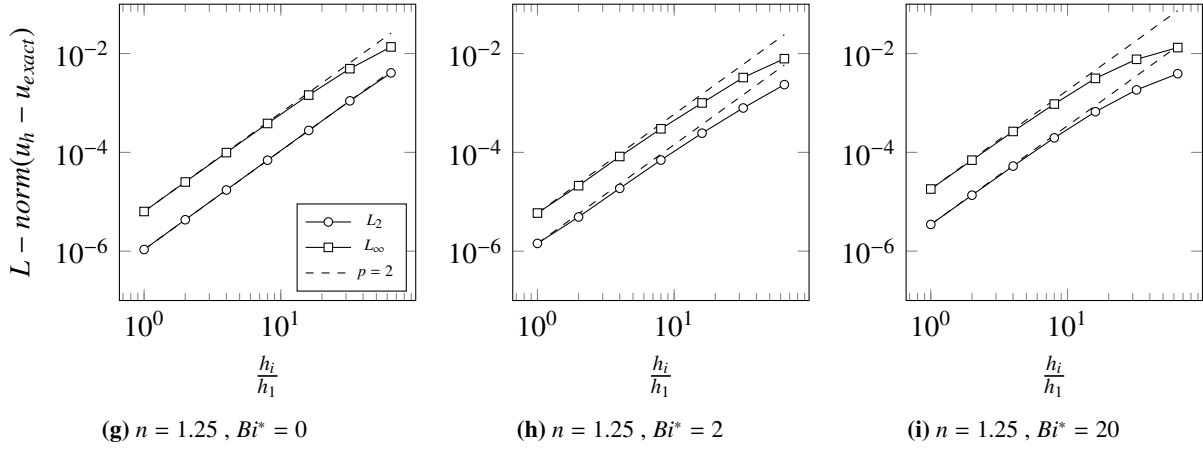 L − norm(u_h − u_exact)
10^−2
10^−4
10^−6
10^0
10^1
h_i
h_1
L_2
L_∞
p = 2
(g) n = 1.25 , Bi* = 0
10^−2
10^−4
10^−6
10^0
10^1
h_i
h_1
(h) n = 1.25 , Bi* = 2
10^−2
10^−4
10^−6
10^0
10^1
h_i
h_1
(i) n = 1.25 , Bi* = 20